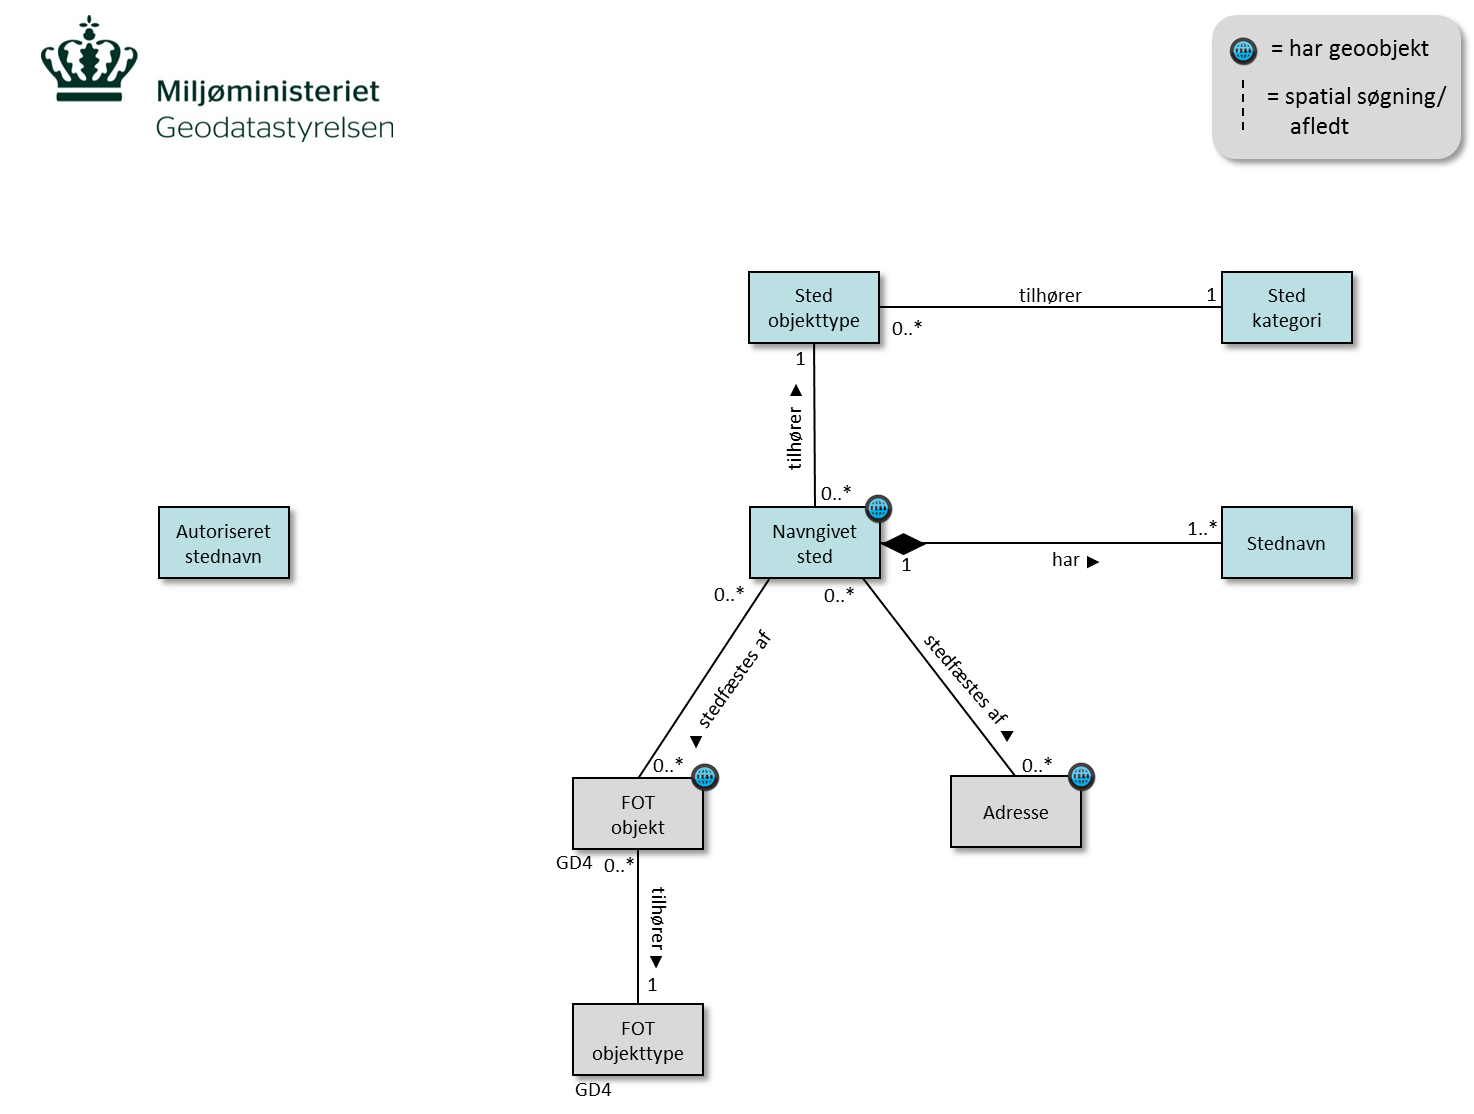 Miljøministeriet
Geodatastyrelsen
= har geoobjekt
= spatial søgning/
afledt
Sted
objekttype
tilhører
1
0..*
Sted
kategori
1
tilhører
0..*
Autoriseret
stednavn
Navngivet
sted
1
har
1..*
Stednavn
0..*
0..*
stedfæstes af
stedfæstes af
0..*
0..*
FOT
objekt
Adresse
GD4
0..*
tilhører
1
FOT
objekttype
GD4